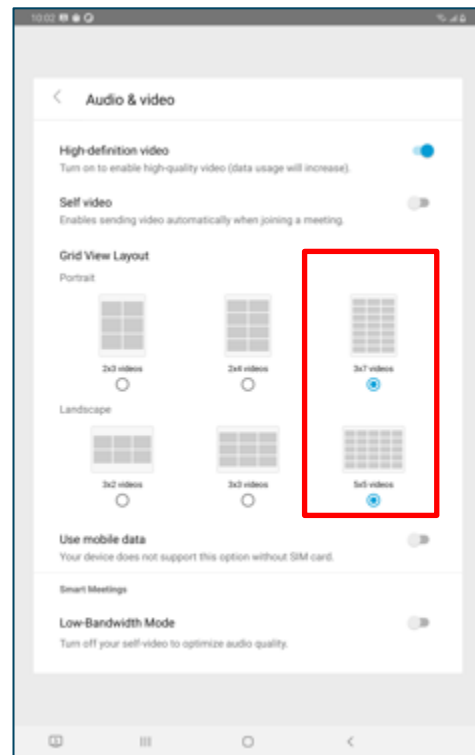 10:02
Audio & video
High-definition video
Turn on to enable high-quality video (data usage will increase).
Self video
Enables sending video automatically when joining a meeting.
Grid View Layout
Portrait
2x3 videos 2x4 videos 3x7 videos
Landscape
3x2 videos 3x3 videos 5x5 videos
Use mobile data
Your device does not support this option without SIM card.
Smart Meetings
Low-Bandwidth Mode
Turn off your self-video to optimize audio quality.